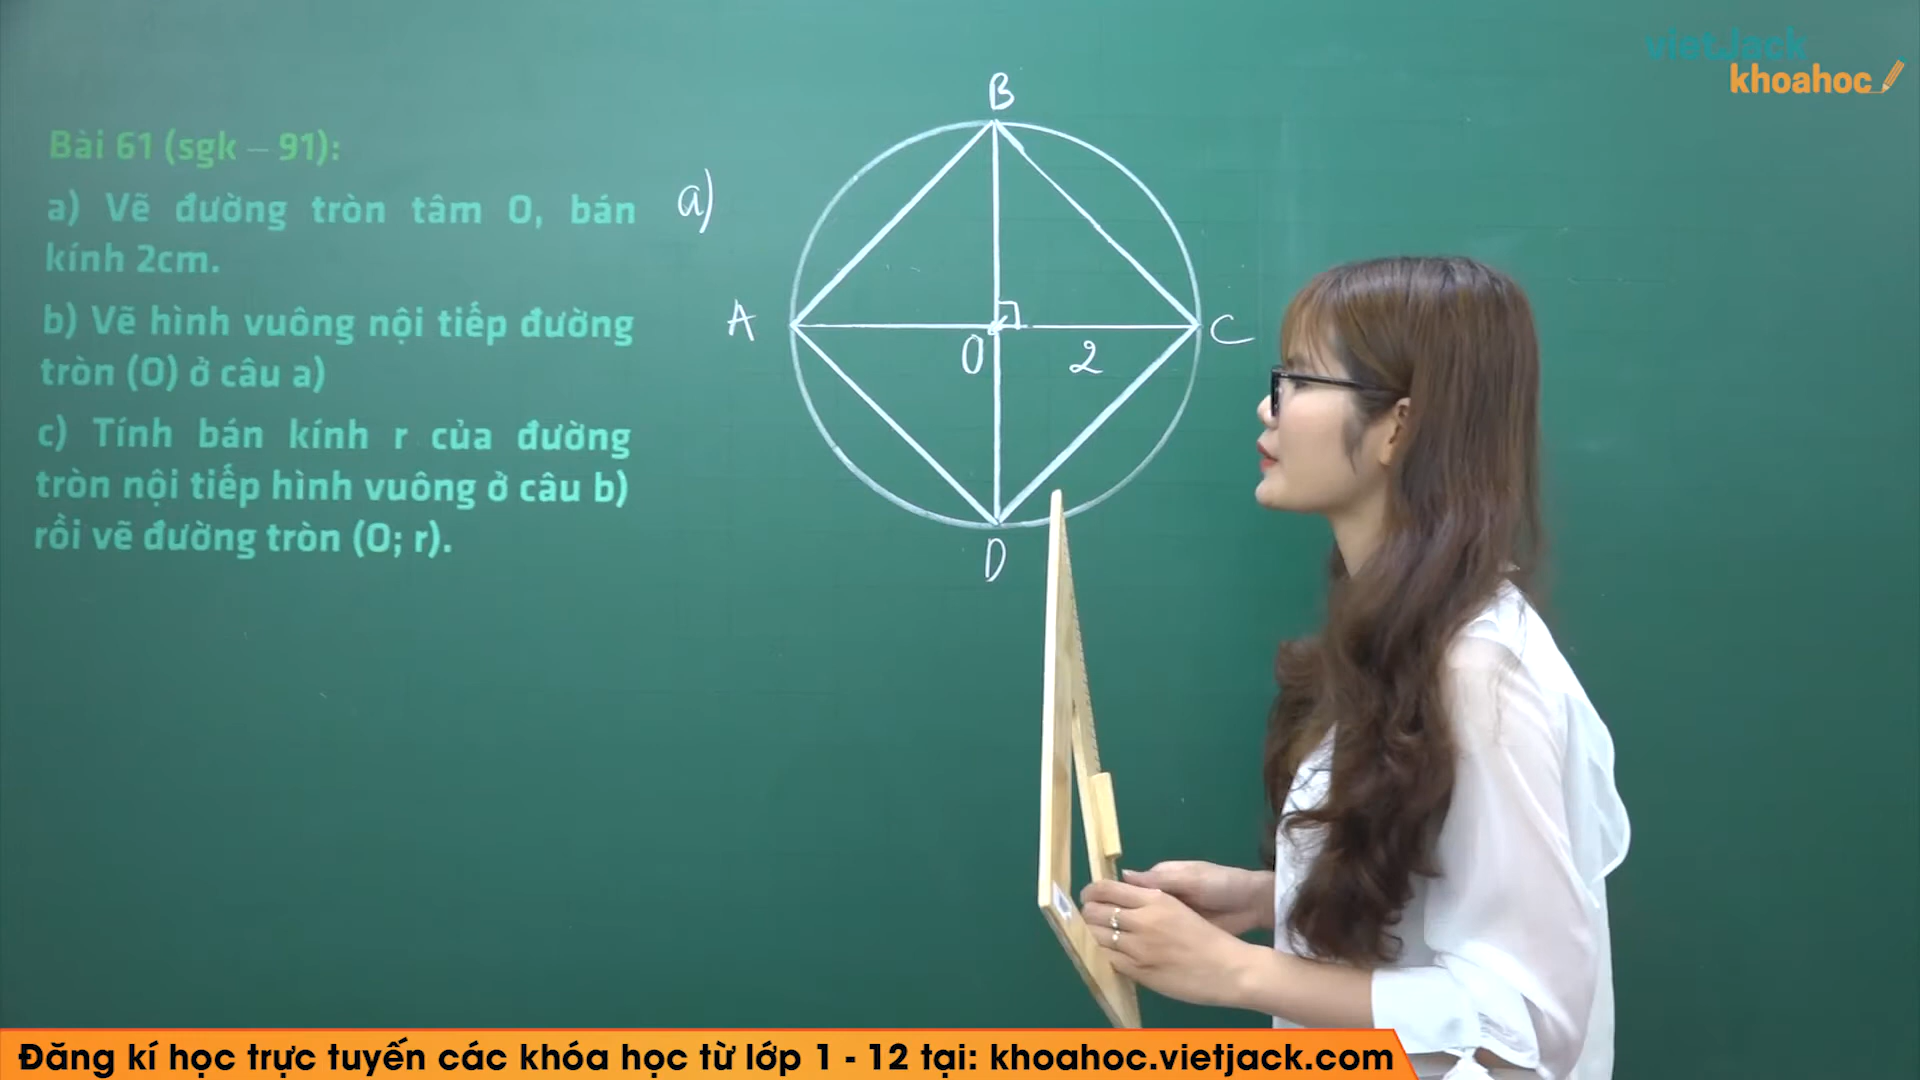 vietJack
khoahoc
Bài 61 (sgk – 91):
a) Vẽ đường tròn tâm O, bán
kính 2cm.
b) Vẽ hình vuông nội tiếp đường
tròn (O) ở câu a)
c) Tính bán kính r của đường
tròn nội tiếp hình vuông ở câu b)
rồi vẽ đường tròn (O; r).
a)
B
A
C
O
2
D
Đăng kí học trực tuyến các khóa học từ lớp 1 - 12 tại: khoahoc.vietjack.com